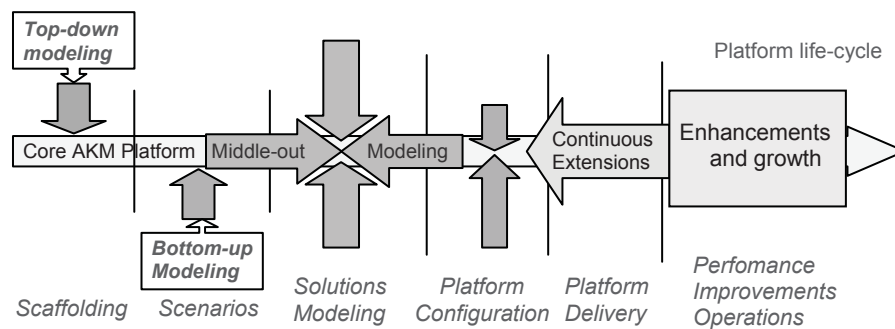 Top-down
modeling
Platform life-cycle
Core AKM Platform
Middle-out
Modeling
Continuous
Extensions
Enhancements
and growth
Bottom-up
Modeling
Scaffolding
Scenarios
Solutions
Modeling
Platform
Configuration
Platform
Delivery
Perfomance
Improvements
Operations